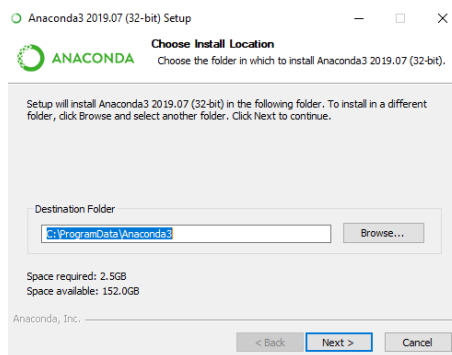 Anaconda3 2019.07 (32-bit) Setup
ANACONDA
Choose Install Location
Choose the folder in which to install Anaconda3 2019.07 (32-bit).
Setup will install Anaconda3 2019.07 (32-bit) in the following folder. To install in a different
folder, click Browse and select another folder. Click Next to continue.
Destination Folder
C:\ProgramData\Anaconda3
Browse...
Space required: 2.5GB
Space available: 152.0GB
Anaconda, Inc.
< Back
Next >
Cancel